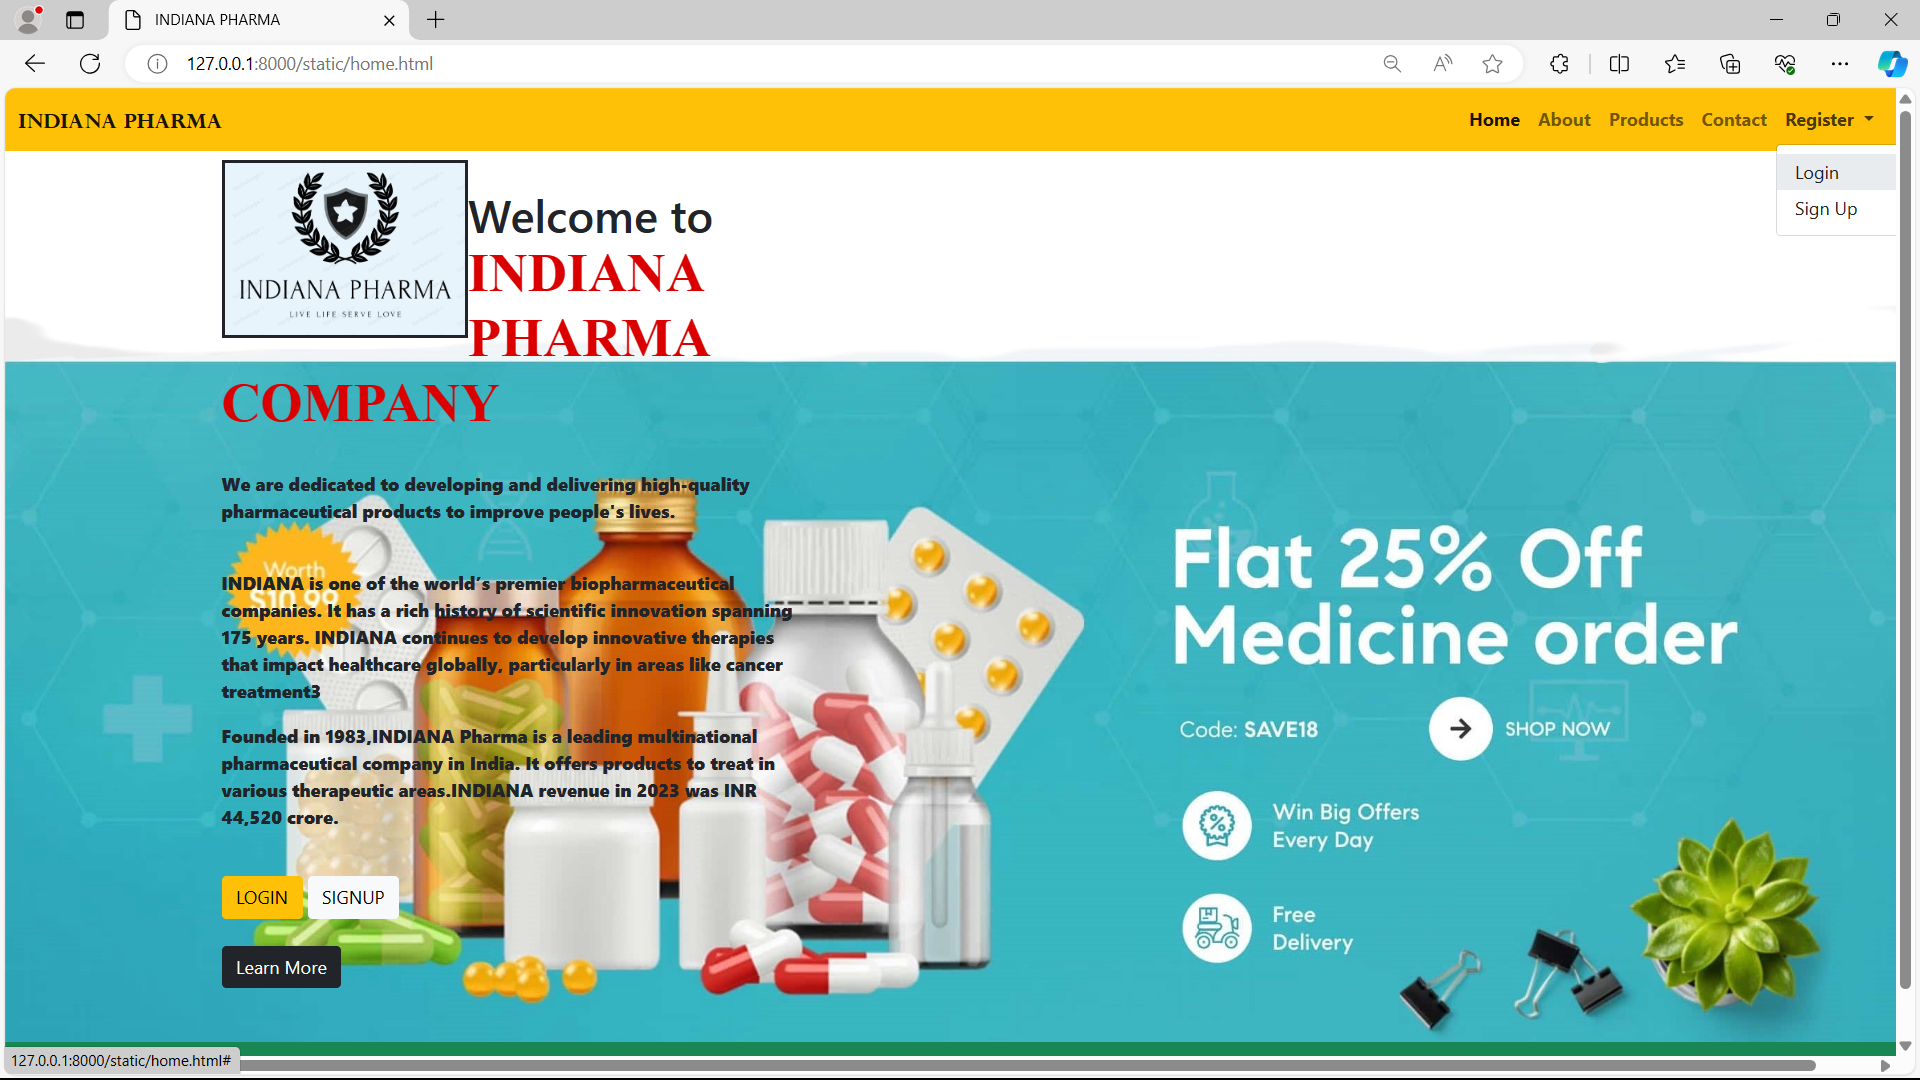 INDIANA PHARMA
127.0.0.1:8000/static/home.html
INDIANA PHARMA
Home About Products Contact Register
Login
Sign Up
INDIANA PHARMA
LIVE LIFE SERVE LOVE
Welcome to
INDIANA
PHARMA
COMPANY
We are dedicated to developing and delivering high-quality
pharmaceutical products to improve people's lives.
Worth
$10.99
INDIANA is one of the world’s premier biopharmaceutical
companies. It has a rich history of scientific innovation spanning
175 years. INDIANA continues to develop innovative therapies
that impact healthcare globally, particularly in areas like cancer
treatment3
Founded in 1983,INDIANA Pharma is a leading multinational
pharmaceutical company in India. It offers products to treat in
various therapeutic areas.INDIANA revenue in 2023 was INR
44,520 crore.
LOGIN SIGNUP
Learn More
Flat 25% Off
Medicine order
Code: SAVE18
SHOP NOW
Win Big Offers
Every Day
Free
Delivery
127.0.0.1:8000/static/home.html#